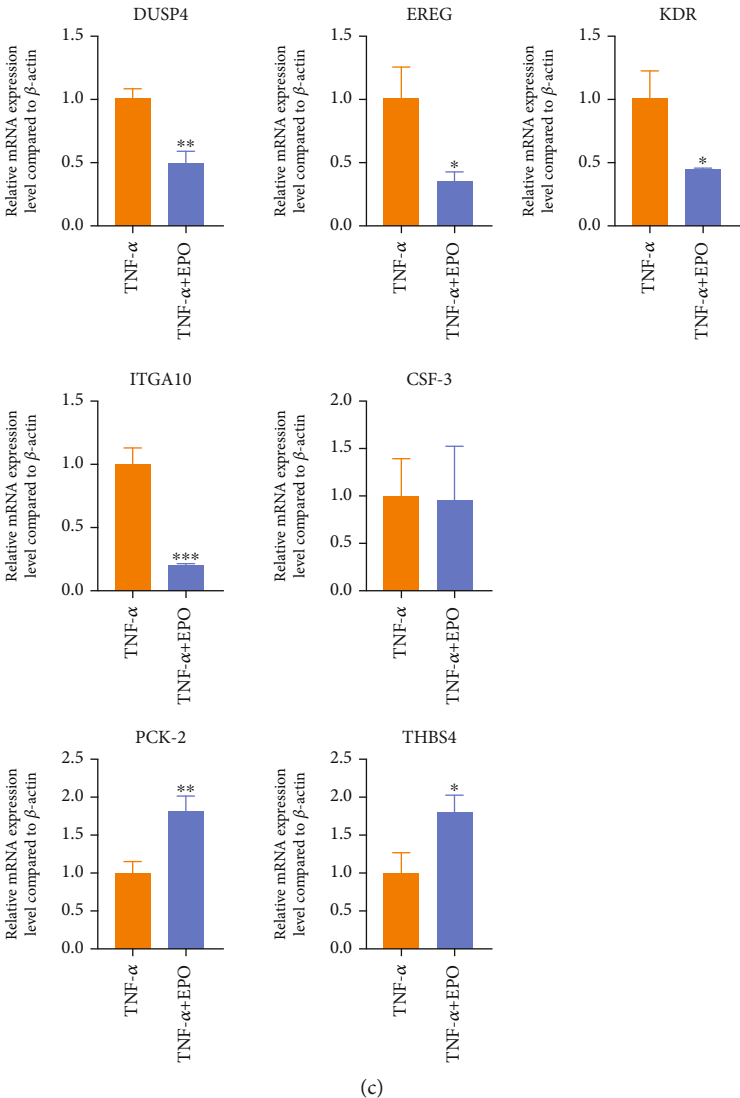 DUSP4
Relative mRNA expression
level compared to β-actin
1.5
1.0
0.5
0.0
**
TNF-α
TNF-α+EPO
EREG
Relative mRNA expression
level compared to β-actin
1.5
1.0
0.5
0.0
*
TNF-α
TNF-α+EPO
KDR
Relative mRNA expression
level compared to β-actin
1.5
1.0
0.5
0.0
*
TNF-α
TNF-α+EPO
ITGA10
Relative mRNA expression
level compared to β-actin
1.5
1.0
0.5
0.0
***
TNF-α
TNF-α+EPO
CSF-3
Relative mRNA expression
level compared to β-actin
2.0
1.5
1.0
0.5
0.0
TNF-α
TNF-α+EPO
PCK-2
Relative mRNA expression
level compared to β-actin
2.5
2.0
1.5
1.0
0.5
0.0
**
TNF-α
TNF-α+EPO
THBS4
Relative mRNA expression
level compared to β-actin
2.5
2.0
1.5
1.0
0.5
0.0
*
TNF-α
TNF-α+EPO
(c)